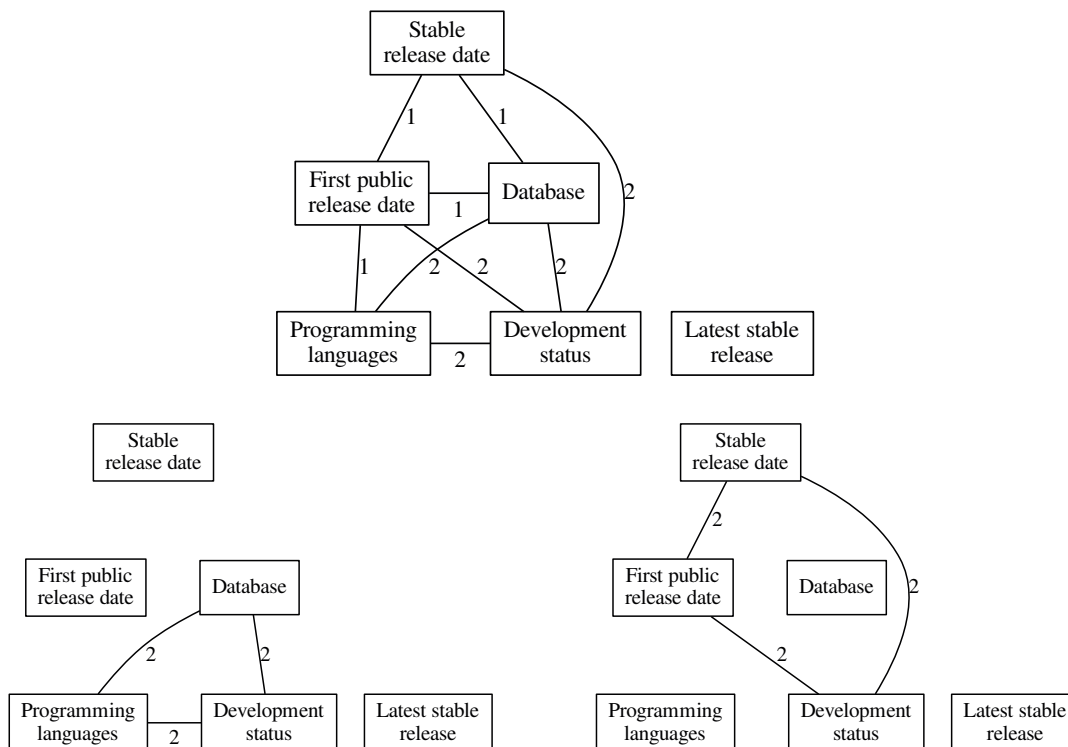 Stable
release date
1
1
First public
release date
Database
2
1
1
2
2
2
Programming
languages
Development
status
Latest stable
release
2
Stable
release date
First public
release date
Database
2
2
Programming
languages
Development
status
Latest stable
release
2
Stable
release date
2
First public
release date
Database
2
2
Programming
languages
Development
status
Latest stable
release